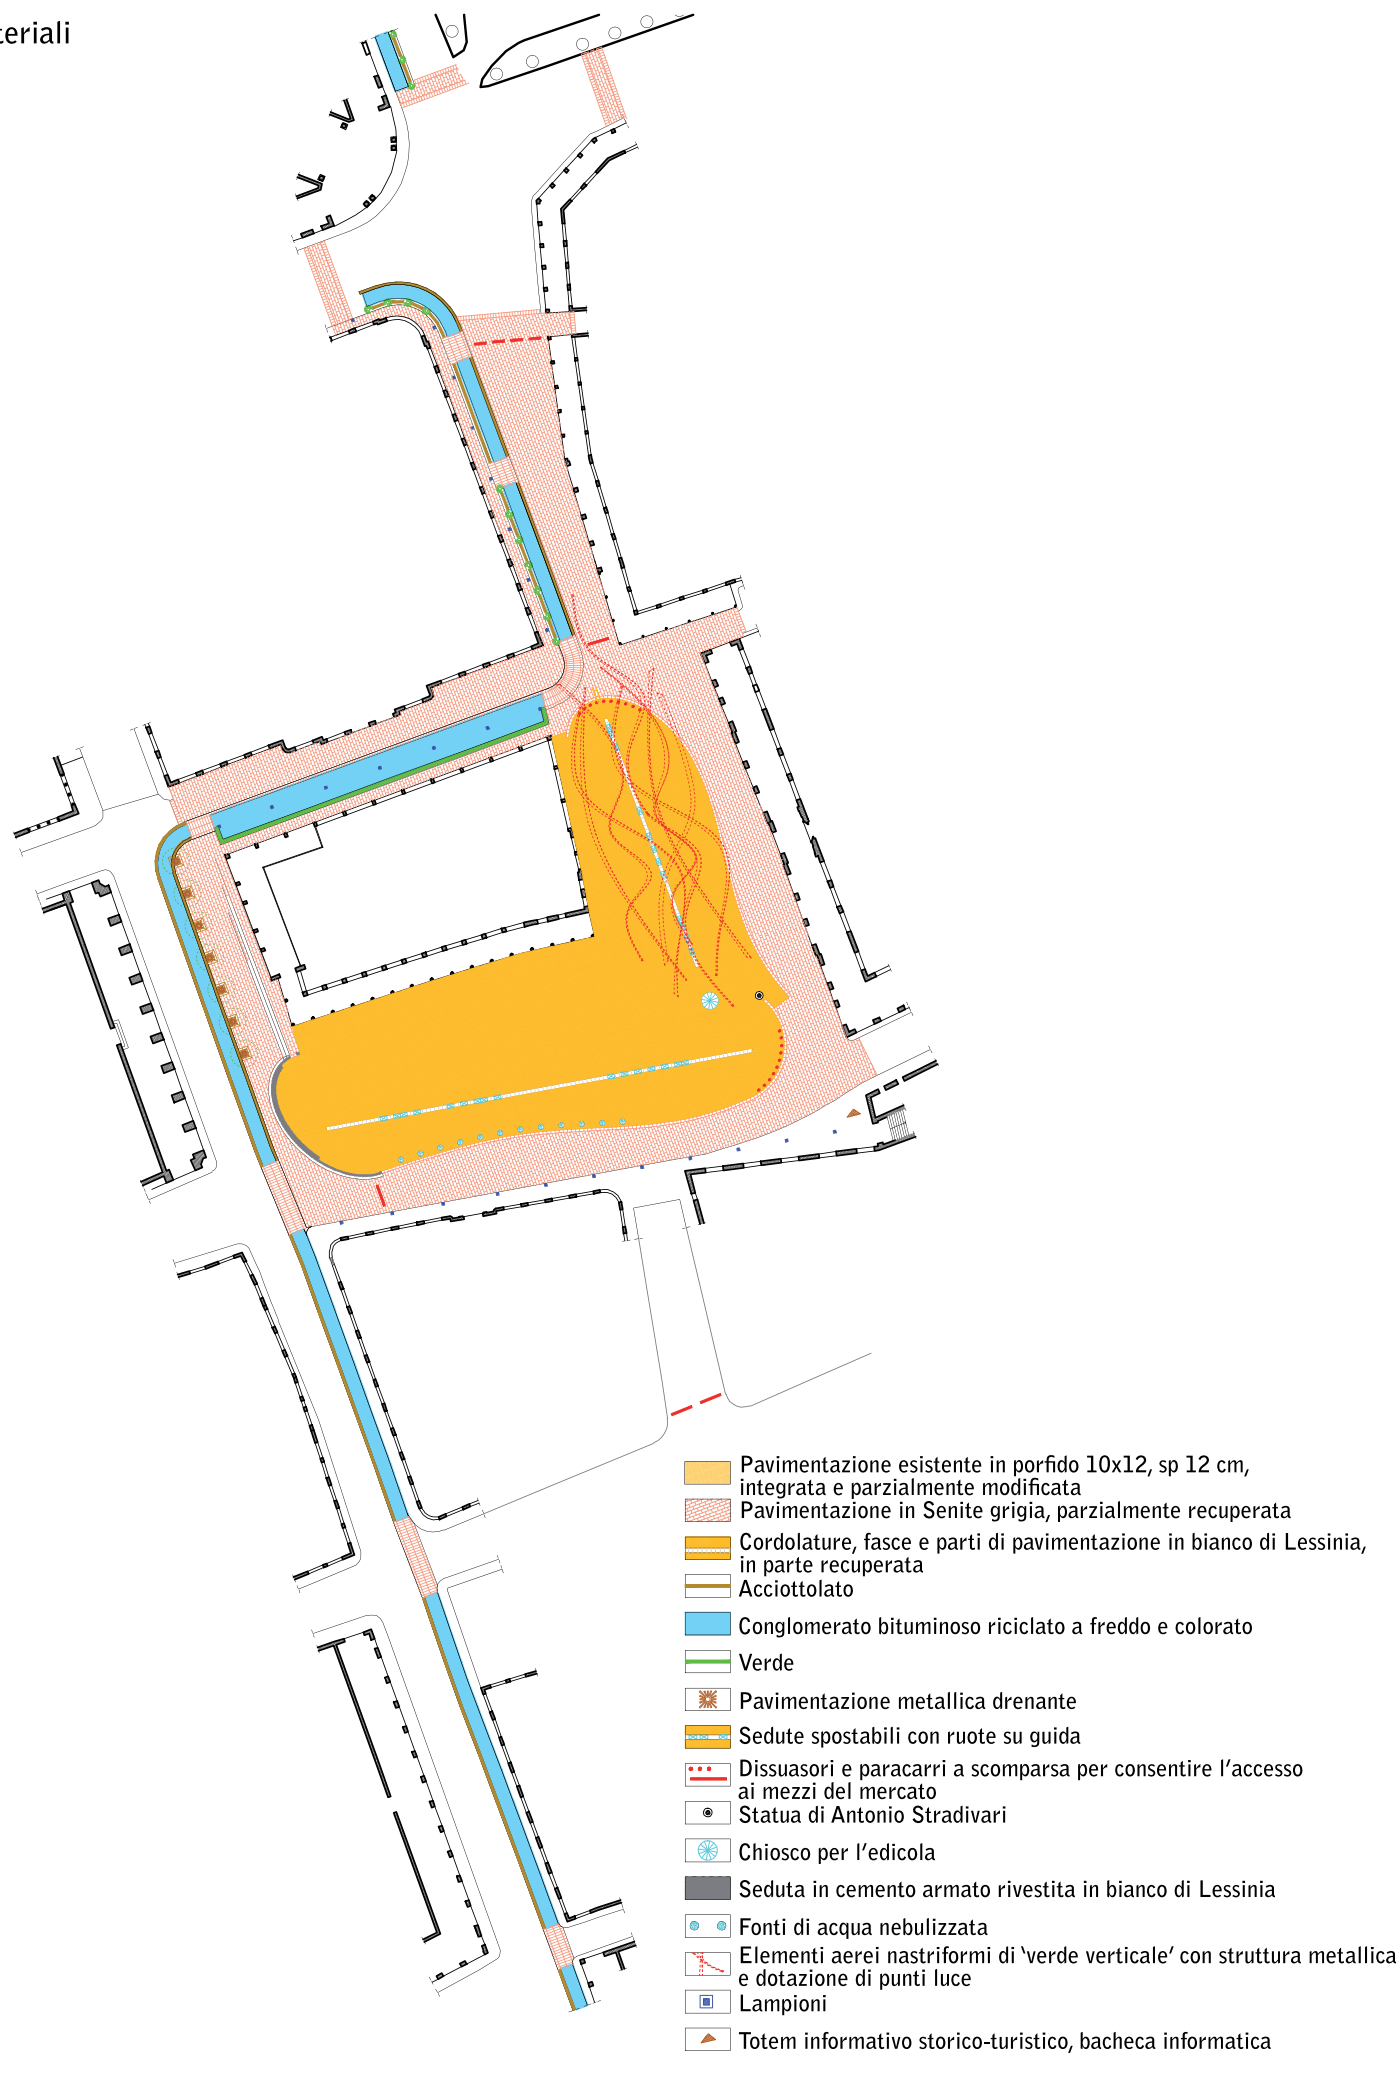 teriali
Pavimentazione esistente in porfido 10x12, sp 12 cm,
integrata e parzialmente modificata
Pavimentazione in Senite grigia, parzialmente recuperata
Cordolature, fasce e parti di pavimentazione in bianco di Lessinia,
in parte recuperata
Acciottolato
Conglomerato bituminoso riciclato a freddo e colorato
Verde
Pavimentazione metallica drenante
Sedute spostabili con ruote su guida
Dissuasori e paracarri a scomparsa per consentire l'accesso
ai mezzi del mercato
Statua di Antonio Stradivari
Chiosco per l'edicola
Seduta in cemento armato rivestita in bianco di Lessinia
Fonti di acqua nebulizzata
Elementi aerei nastriformi di 'verde verticale' con struttura metallica
e dotazione di punti luce
Lampioni
Totem informativo storico-turistico, bacheca informatica